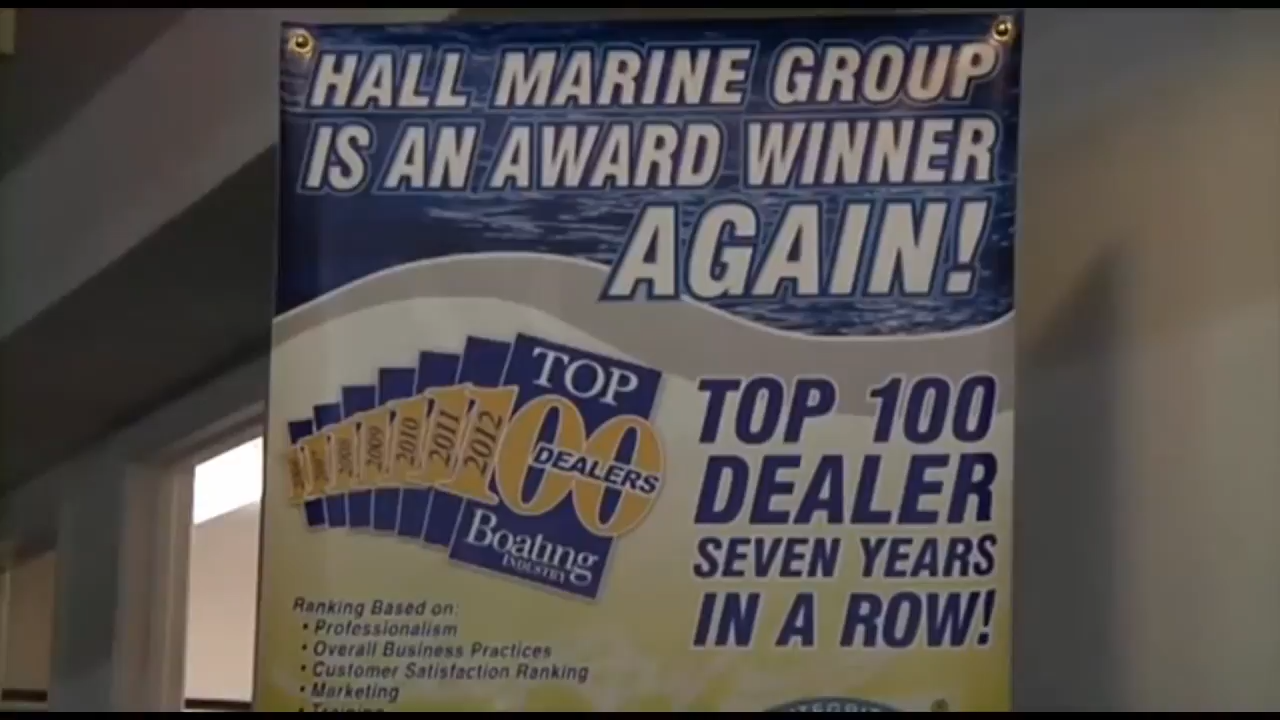 HALL MARINE GROUP
IS AN AWARD WINNER
AGAIN!
TOP
100
DEALERS
2008
2009
2010
2011
2012
Boating
INDUSTRY
TOP 100
DEALER
SEVEN YEARS
IN A ROW!
Ranking Based on:
• Professionalism
• Overall Business Practices
• Customer Satisfaction Ranking
• Marketing